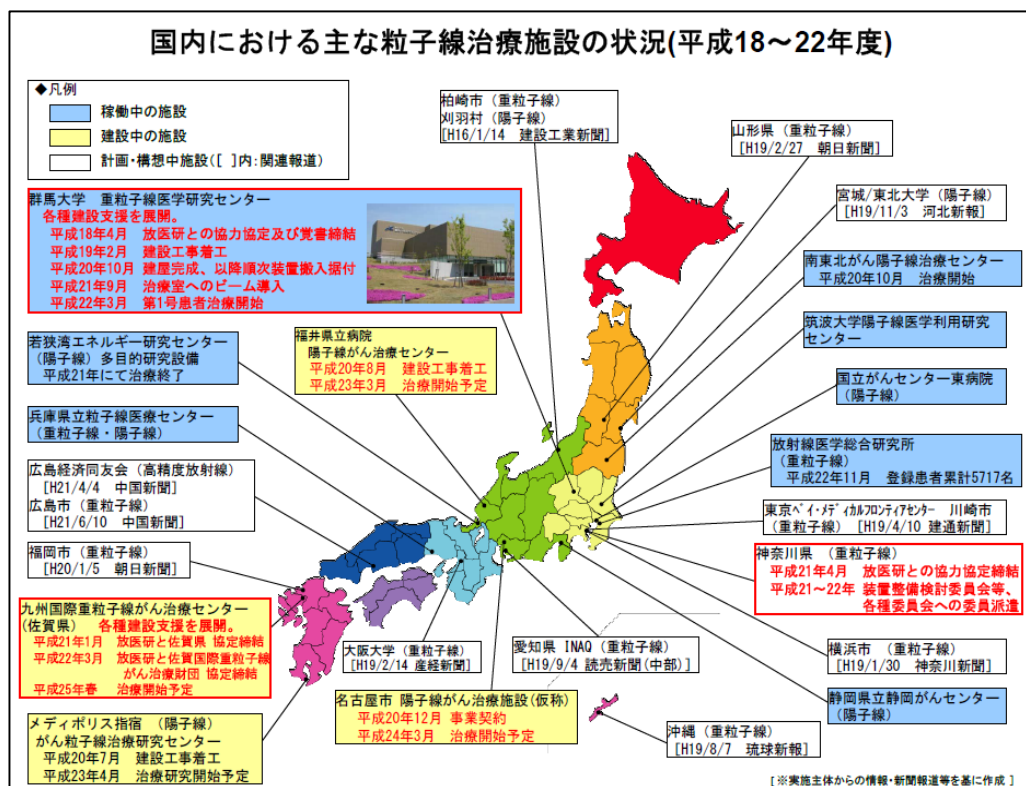 国内における主な粒子線治療施設の状況(平成18～22年度)
◆凡例
稼働中の施設
建設中の施設
計画・構想中施設([ ]内:関連報道)
柏崎市 (重粒子線)
刈羽村 (陽子線)
[H16/1/14 建設工業新聞]
山形県 (重粒子線)
[H19/2/27 朝日新聞]
宮城/東北大学 (陽子線)
[H19/11/3 河北新報]
南東北がん陽子線治療センター
平成20年10月 治療開始
筑波大学陽子線医学利用研究
センター
国立がんセンター東病院
(陽子線)
放射線医学総合研究所
(重粒子線)
平成22年11月 登録患者累計5717名
東京ベイ・メディカルフロンティアセンター 川崎市
(重粒子線) [H19/4/10 建通新聞]
神奈川県 (重粒子線)
平成21年4月 放医研との協力協定締結
平成21～22年 装置整備検討委員会等、
各種委員会への委員派遣
横浜市 (重粒子線)
[H19/1/30 神奈川新聞]
静岡県立静岡がんセンター
(陽子線)
群馬大学 重粒子線医学研究センター
各種建設支援を展開。
平成18年4月 放医研との協力協定及び覚書締結
平成19年2月 建設工事着工
平成20年10月 建屋完成、以降順次装置搬入据付
平成21年9月 治療室へのビーム導入
平成22年3月 第1号患者治療開始
福井県立病院
陽子線がん治療センター
平成20年8月 建設工事着工
平成23年3月 治療開始予定
若狭湾エネルギー研究センター
(陽子線) 多目的研究設備
平成21年にて治療終了
兵庫県立粒子線医療センター
(重粒子線・陽子線)
広島経済同友会 (高精度放射線)
[H21/4/4 中国新聞]
広島市 (重粒子線)
[H21/6/10 中国新聞]
福岡市 (重粒子線)
[H20/1/5 朝日新聞]
九州国際重粒子線がん治療センター
(佐賀県) 各種建設支援を展開。
平成21年1月 放医研と佐賀県 協定締結
平成22年3月 放医研と佐賀国際重粒子線
がん治療財団 協定締結
平成25年春 治療開始予定
メディポリス指宿 (陽子線)
がん粒子線治療研究センター
平成20年7月 建設工事着工
平成23年4月 治療研究開始予定
大阪大学 (重粒子線)
[H19/2/14 産経新聞]
名古屋市 陽子線がん治療施設(仮称)
平成20年12月 事業契約
平成24年3月 治療開始予定
愛知県 INAQ (重粒子線)
[H19/9/4 読売新聞(中部)]
沖縄 (重粒子線)
[H19/8/7 琉球新報]
[※実施主体からの情報・新聞報道等を基に作成]